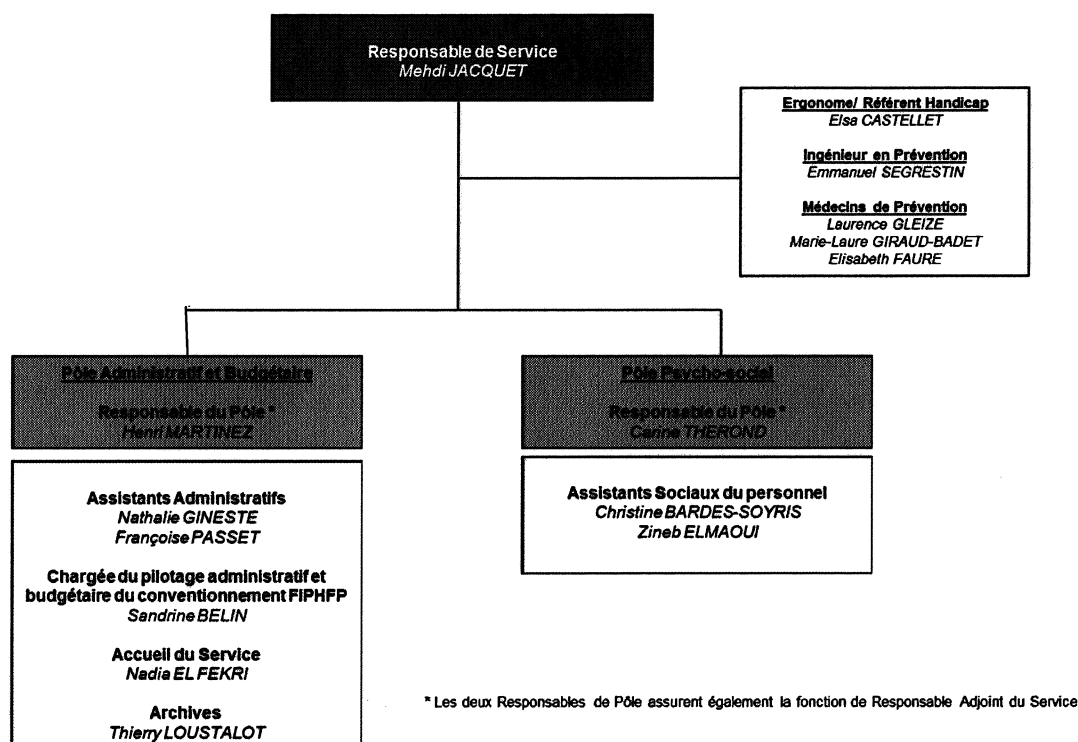 Responsable de Service
Mehdi JACQUET
Ergonome/ Référent Handicap
Elsa CASTELLET
Ingénieur en Prévention
Emmanuel SEGRESTIN
Médecins de Prévention
Laurence GLEIZE
Marie-Laure GIRAUD-BADET
Elisabeth FAURE
Pôle Administratif et Budgétaire
Responsable du Pôle *
Henri MARTINEZ
Assistants Administratifs
Nathalie GINESTE
Françoise PASSET
Chargée du pilotage administratif et
budgétaire du conventionnement FIPHFP
Sandrine BELIN
Accueil du Service
Nadia EL FEKRI
Archives
Thierry LOUSTALOT
Pôle Psycho-social
Responsable du Pôle *
Carine THEROND
Assistants Sociaux du personnel
Christine BARDES-SOYRIS
Zineb ELMAOUI
* Les deux Responsables de Pôle assurent également la fonction de Responsable Adjoint du Service